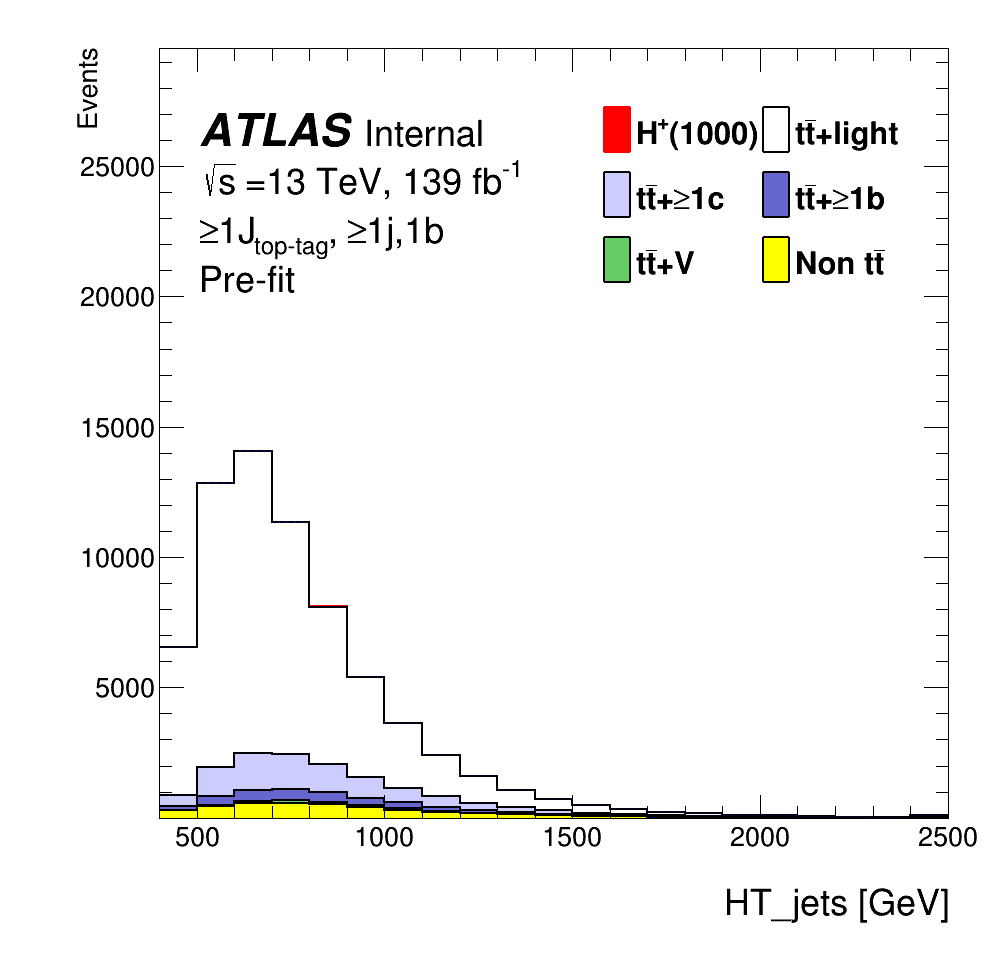 Events
ATLAS Internal
√s =13 TeV, 139 fb⁻¹
≥1J_top-tag, ≥1j,1b
Pre-fit
H⁺(1000) tt̄+light
tt̄+≥1c tt̄+≥1b
tt̄+V Non tt̄
25000
20000
15000
10000
5000
500 1000 1500 2000 2500
HT_jets [GeV]